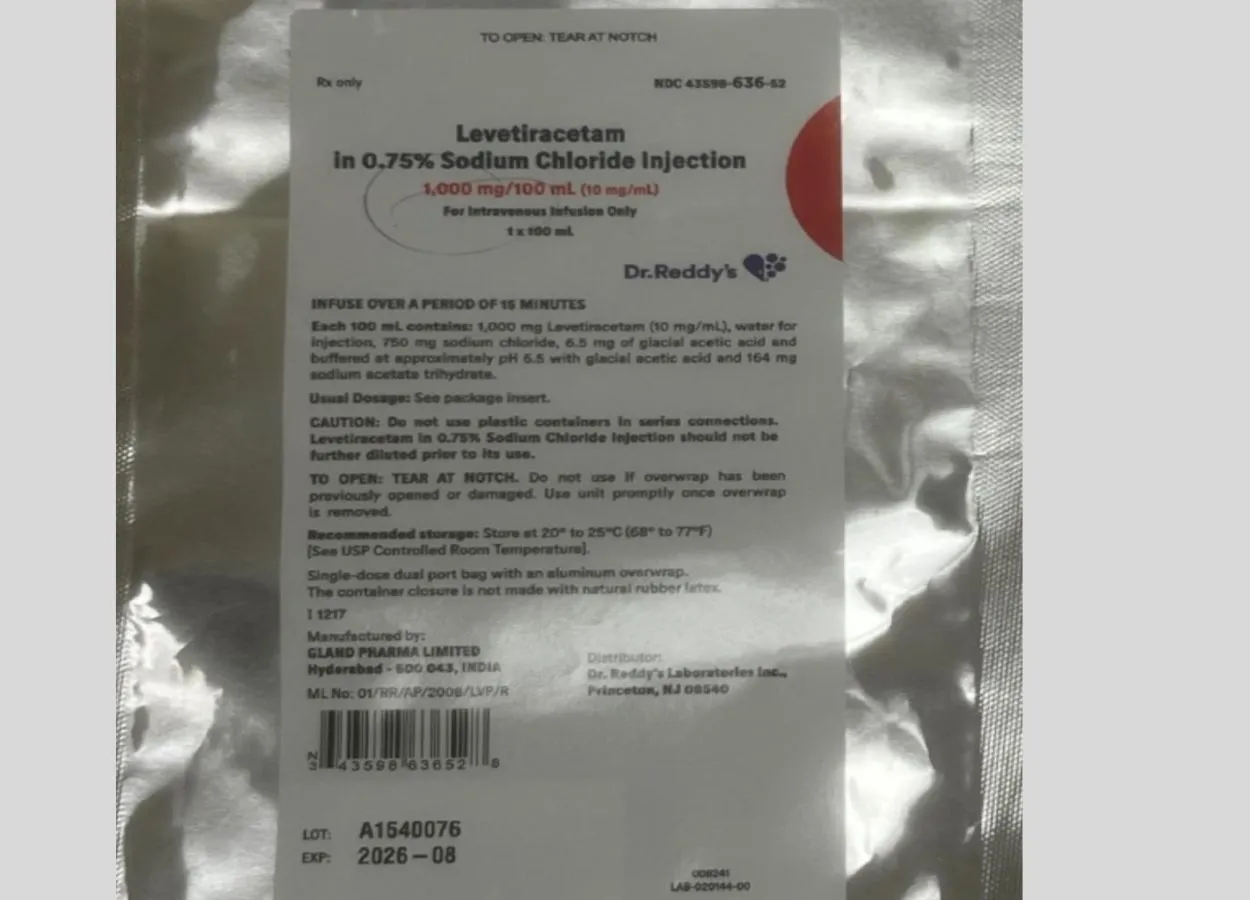 TO OPEN: TEAR AT NOTCH
Rx only
NDC 43598-636-52
Levetiracetam
in 0.75% Sodium Chloride Injection
1,000 mg/100 mL (10 mg/mL)
For Intravenous Infusion Only
1 x 100 mL
Dr.Reddy's
INFUSE OVER A PERIOD OF 15 MINUTES
Each 100 mL contains: 1,000 mg Levetiracetam (10 mg/mL), water for
injection, 750 mg sodium chloride, 6.5 mg of glacial acetic acid and
buffered at approximately pH 5.5 with glacial acetic acid and 164 mg
sodium acetate trihydrate.
Usual Dosage: See package insert.
CAUTION: Do not use plastic containers in series connections.
Levetiracetam in 0.75% Sodium Chloride Injection should not be
further diluted prior to its use.
TO OPEN: TEAR AT NOTCH. Do not use if overwrap has been
previously opened or damaged. Use unit promptly once overwrap
is removed.
Recommended storage: Store at 20° to 25°C (68° to 77°F)
[See USP Controlled Room Temperature].
Single-dose dual port bag with an aluminum overwrap.
The container closure is not made with natural rubber latex.
I 1217
Manufactured by:
GLAND PHARMA LIMITED
Hyderabad - 500 043, INDIA
ML No: 01/RR/AP/2008/LVP/R
Distributor:
Dr. Reddy's Laboratories Inc.,
Princeton, NJ 08540
N
3 43598 63652 8
LOT: A1540076
EXP: 2026-08
008241
LAB-020144-00